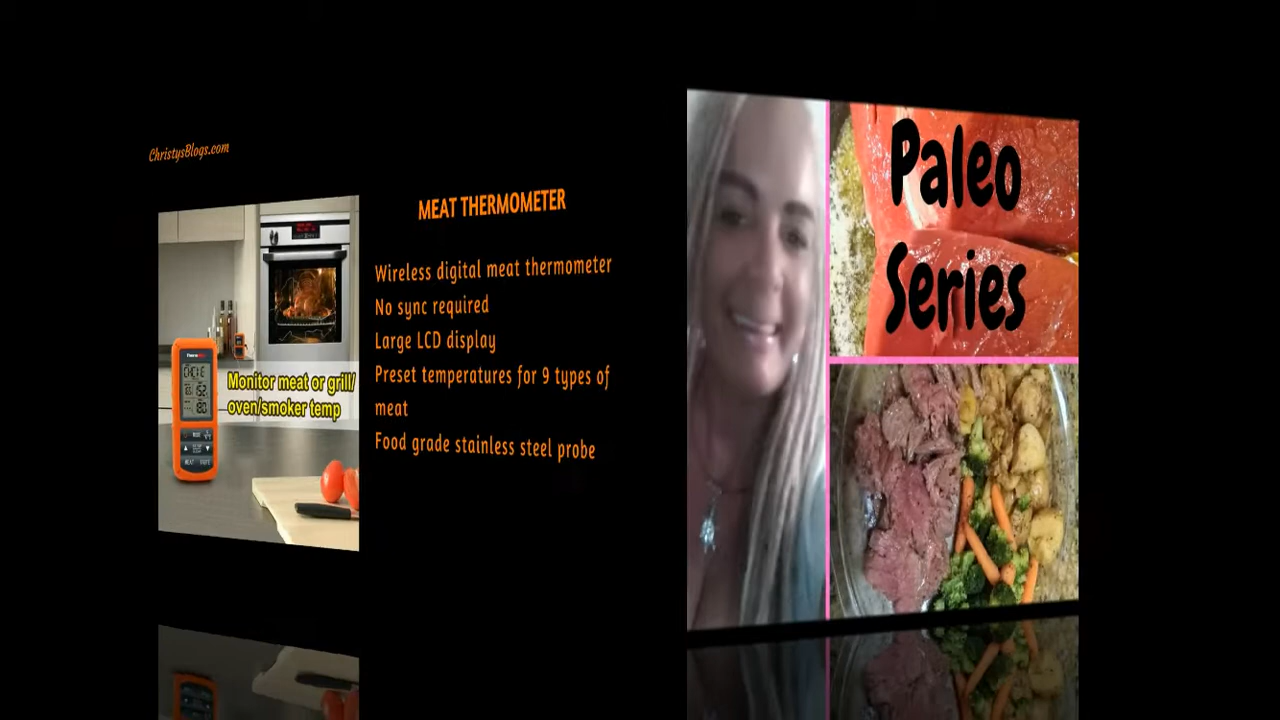 ChristysBlogs.com
MEAT THERMOMETER
Wireless digital meat thermometer
No sync required
Large LCD display
Preset temperatures for 9 types of
meat
Food grade stainless steel probe
Monitor meat or grill/
oven/smoker temp
Paleo
Series